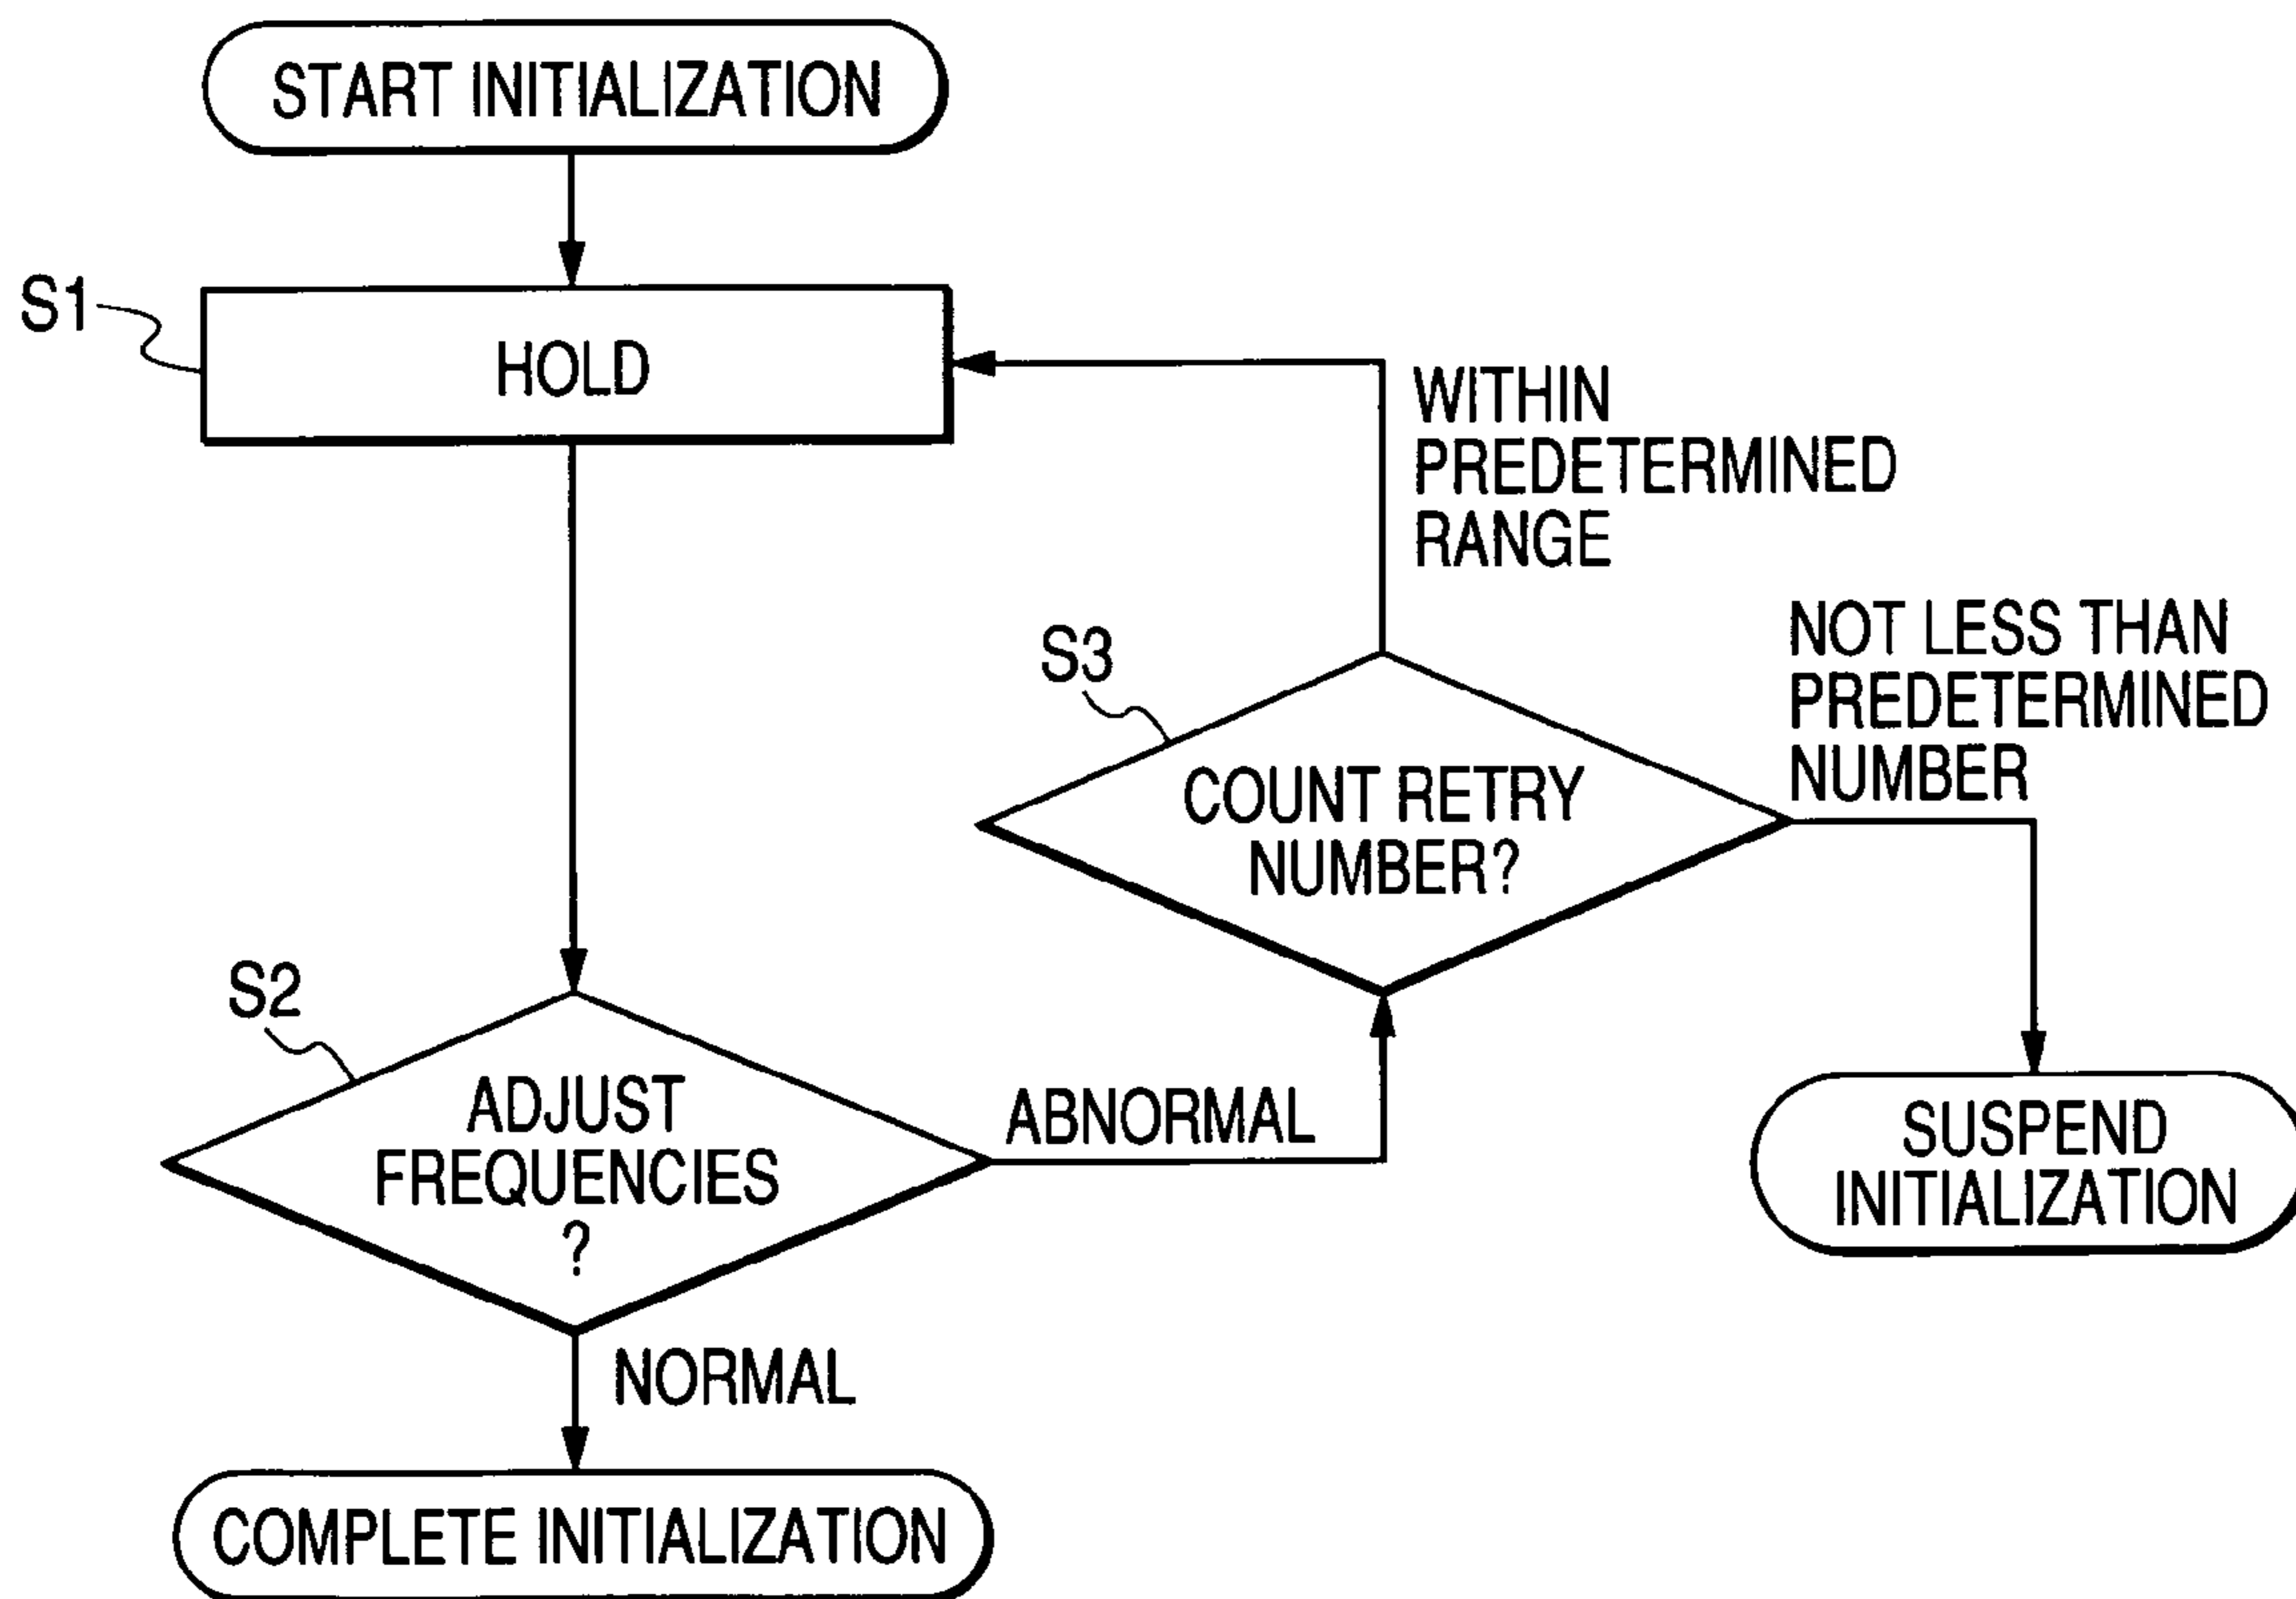 START INITIALIZATION
S1
HOLD
WITHIN
PREDETERMINED
RANGE
S3
NOT LESS THAN
PREDETERMINED
NUMBER
COUNT RETRY
NUMBER?
S2
ADJUST
FREQUENCIES
?
ABNORMAL
SUSPEND
INITIALIZATION
NORMAL
COMPLETE INITIALIZATION